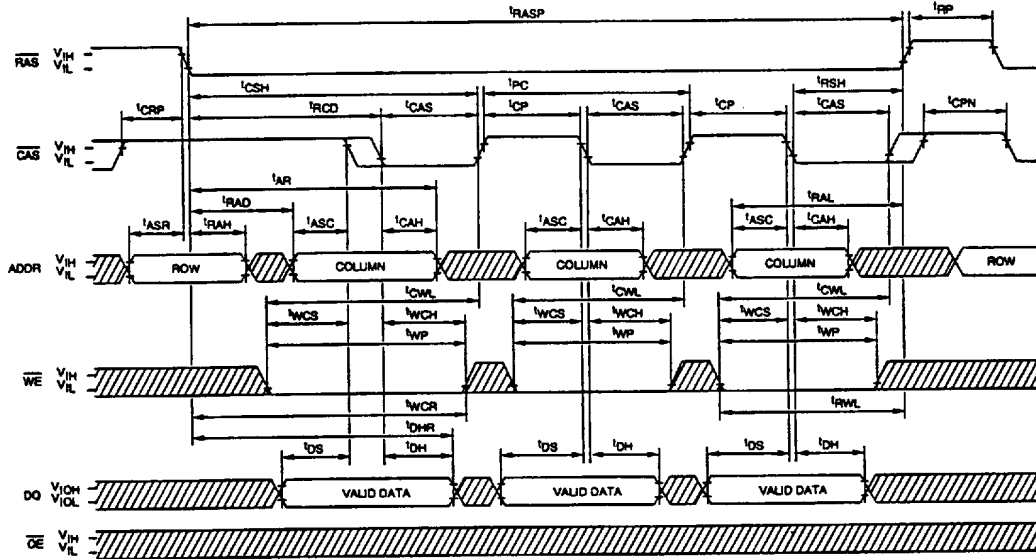 tRASP
tRP
RAS VIH VIL
tCSH
tPC
tRSH
tCRP
tRCD
tCAS
tCP
tCAS
tCP
tCAS
tCPN
CAS VIH VIL
tAR
tRAD
tRAL
tASR
tRAH
tASC
tCAH
tASC
tCAH
tASC
tCAH
ADDR VIH VIL
ROW
COLUMN
COLUMN
COLUMN
ROW
tCWL
tCWL
tCWL
tWCS
tWCH
tWCS
tWCH
tWCS
tWCH
tWP
tWP
tWP
WE VIH VIL
tWCR
tRWL
tDHR
tDS
tDH
tDS
tDH
tDS
tDH
DQ VIOH VIOL
VALID DATA
VALID DATA
VALID DATA
OE VIH VIL